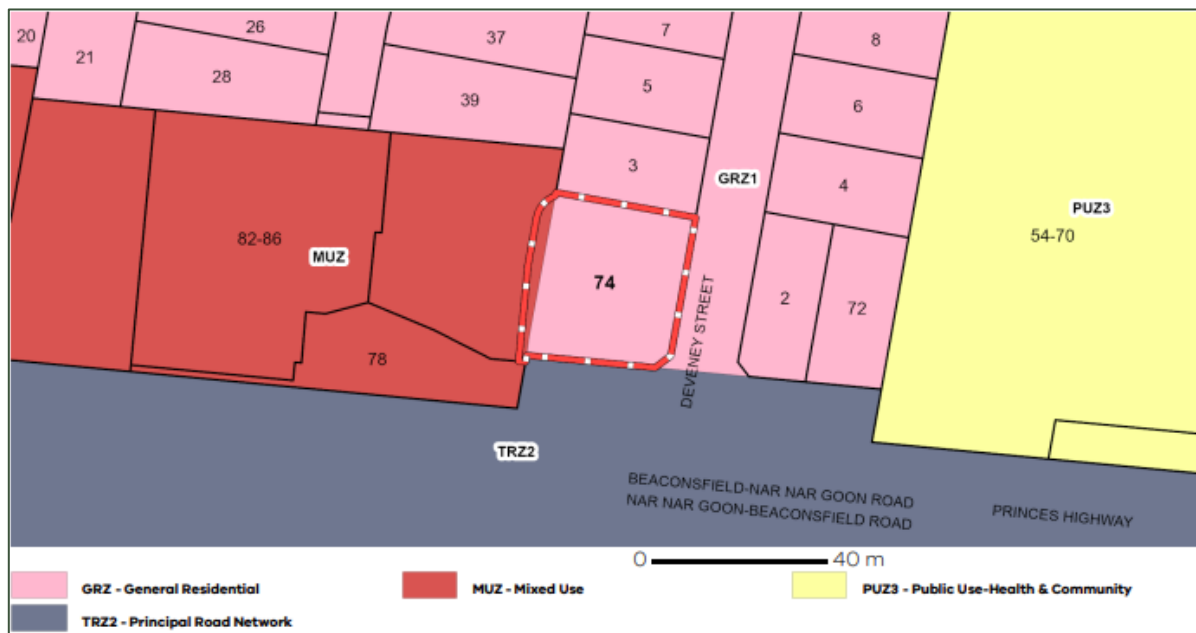 26
37
7
8
20
21
28
39
5
6
3
4
GRZ1
82-86
MUZ
74
PUZ3
54-70
2
72
DEVENEY STREET
78
TRZ2
BEACONSFIELD-NAR NAR GOON ROAD
NAR NAR GOON-BEACONSFIELD ROAD
PRINCES HIGHWAY
0 40 m
GRZ - General Residential
MUZ - Mixed Use
PUZ3 - Public Use-Health & Community
TRZ2 - Principal Road Network